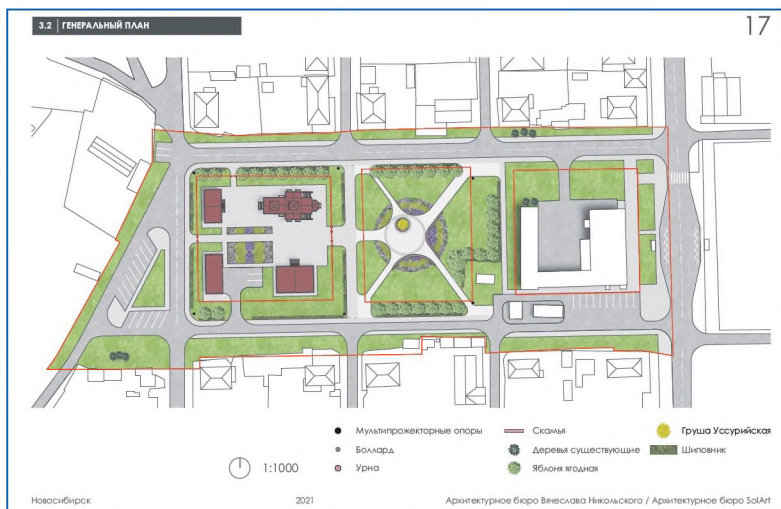 3.2 ГЕНЕРАЛЬНЫЙ ПЛАН
17
Мультипрожекторные опоры
Боллард
Урна
Скамья
Деревья существующие
Яблоня ягодная
Груша Уссурийская
Шиповник
1:1000
Новосибирск
2021
Архитектурное бюро Вячеслава Никольского / Архитектурное бюро SolArt